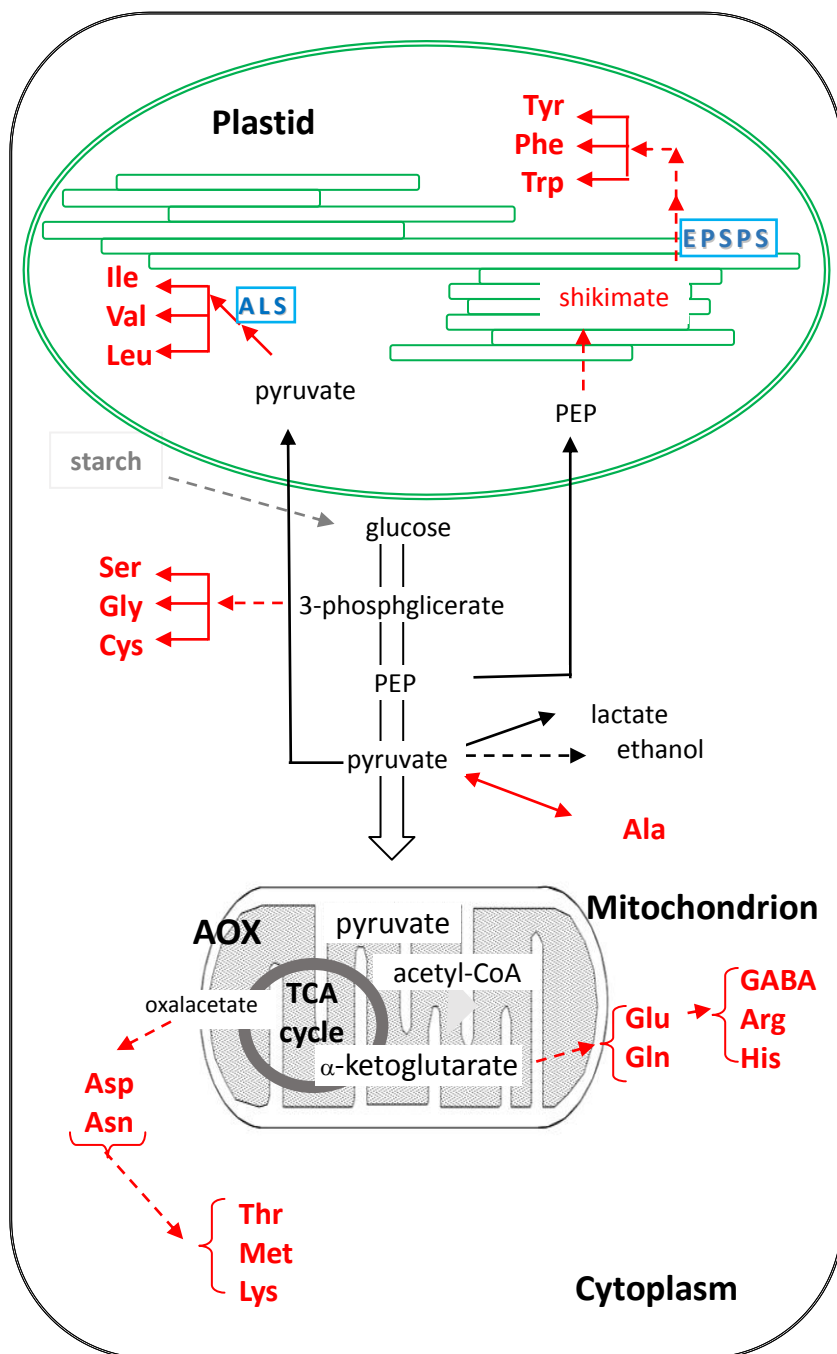 Plastid
Tyr
Phe
Trp
EPSPS
Ile
Val
Leu
ALS
shikimate
pyruvate
PEP
starch
glucose
Ser
Gly
Cys
3-phosphglicerate
PEP
lactate
ethanol
pyruvate
Ala
Mitochondrion
AOX
pyruvate
acetyl-CoA
oxalacetate
TCA
cycle
α-ketoglutarate
Glu
Gln
GABA
Arg
His
Asp
Asn
Thr
Met
Lys
Cytoplasm